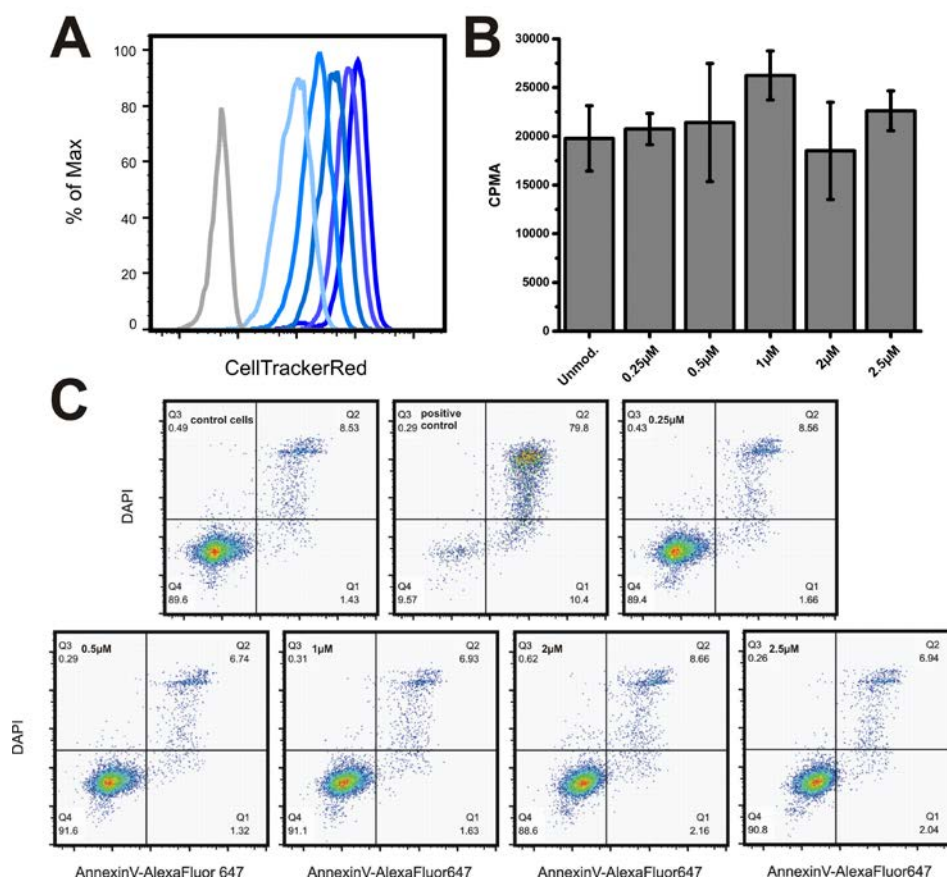 A
100
80
60
40
20
0
% of Max
CellTrackerRed
B
30000
25000
20000
15000
10000
5000
0
CPMA
Unmod.
0.25µM
0.5µM
1µM
2µM
2.5µM
C
DAPI
Q3
0.49
control cells
Q2
8.53
Q4
89.6
Q1
1.43
Q3
0.29
positive
control
Q2
79.8
Q4
9.57
Q1
10.4
Q3
0.43
0.25µM
Q2
8.56
Q4
89.4
Q1
1.66
DAPI
Q3
0.29
0.5µM
Q2
6.74
Q4
91.6
Q1
1.32
AnnexinV-AlexaFluor 647
Q3
0.31
1µM
Q2
6.93
Q4
91.1
Q1
1.63
AnnexinV-AlexaFluor647
Q3
0.62
2µM
Q2
8.66
Q4
88.6
Q1
2.16
AnnexinV-AlexaFluor 647
Q3
0.26
2.5µM
Q2
6.94
Q4
90.8
Q1
2.04
AnnexinV-AlexaFluor647